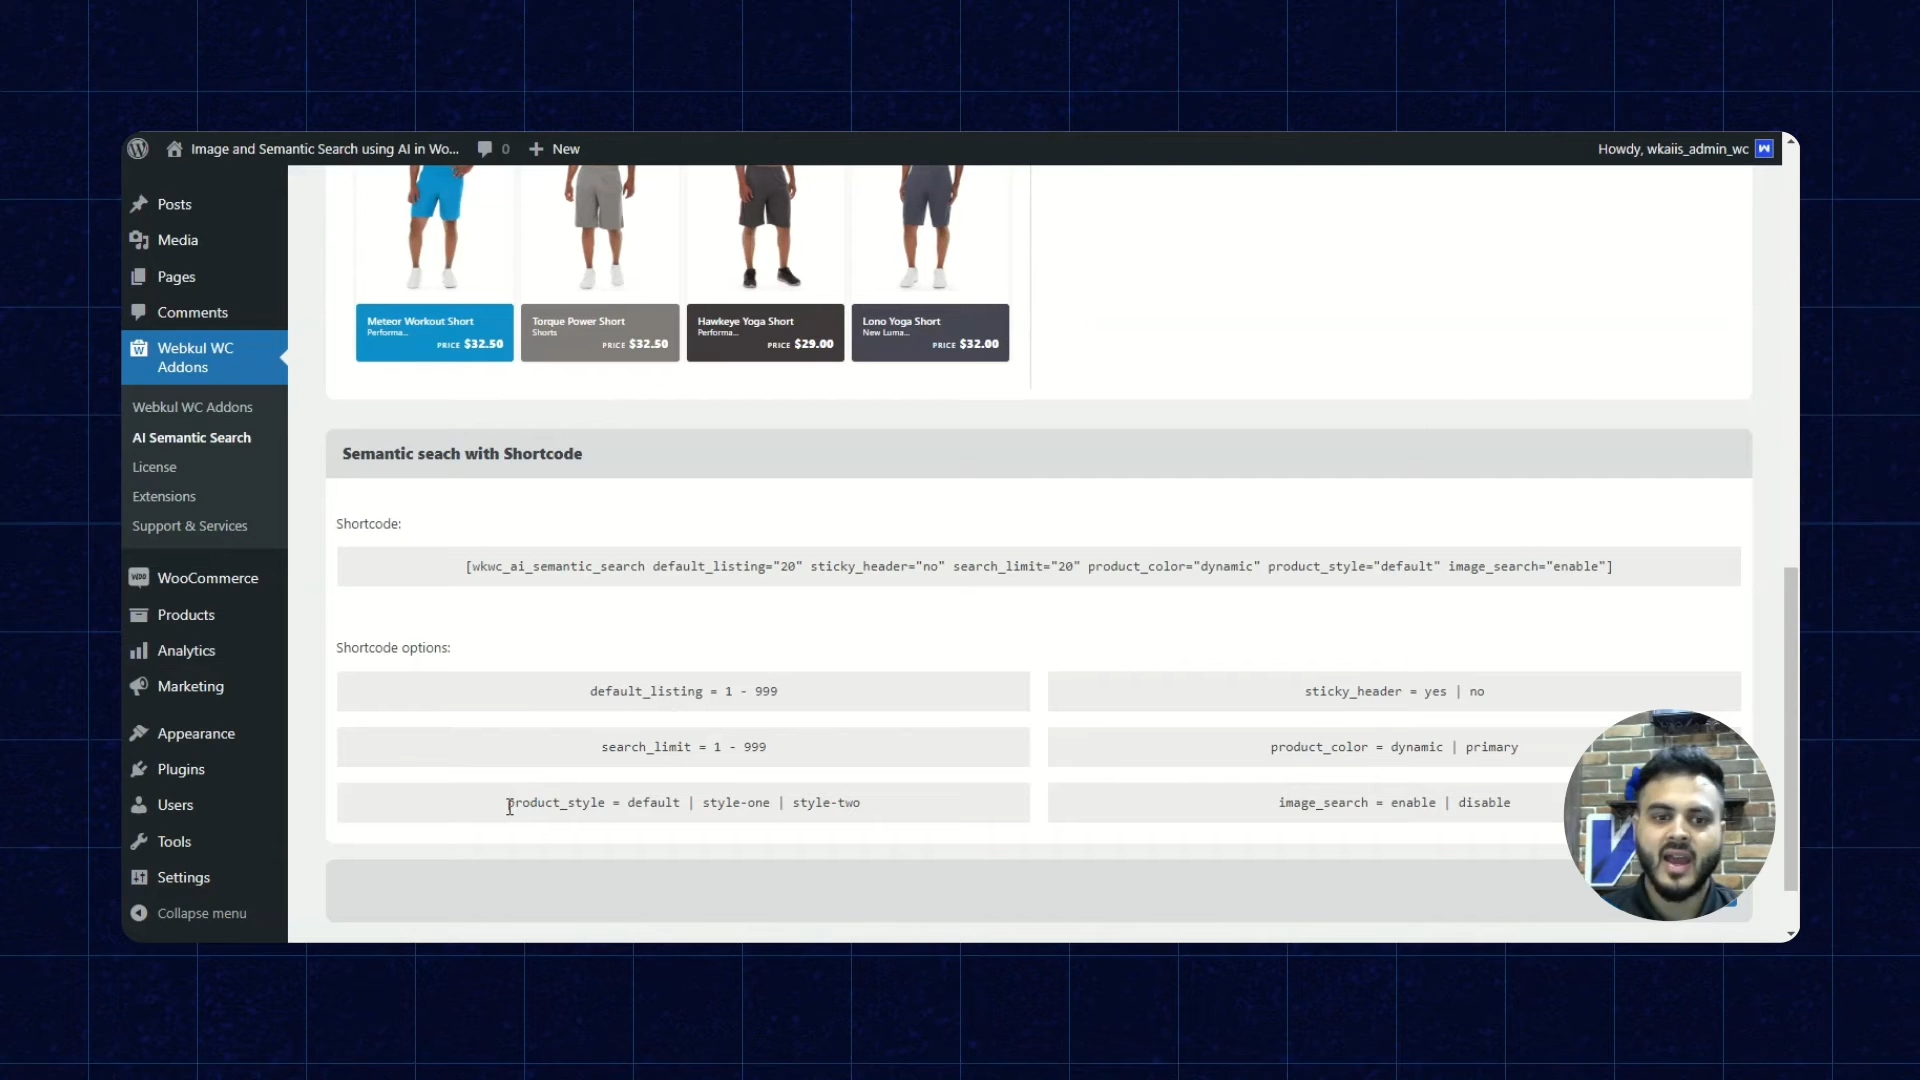 Image and Semantic Search using AI in Wo...
0
New
Howdy, wkaiis_admin_wc
Posts
Media
Pages
Comments
Webkul WC
Addons
Webkul WC Addons
AI Semantic Search
License
Extensions
Support & Services
WooCommerce
Products
Analytics
Marketing
Appearance
Plugins
Users
Tools
Settings
Collapse menu
Meteor Workout Short
Performa...
PRICE $32.50
Torque Power Short
Shorts
PRICE $32.50
Hawkeye Yoga Short
Performa...
PRICE $29.00
Lono Yoga Short
New Luma...
PRICE $32.00
Semantic seach with Shortcode
Shortcode:
[wkwc_ai_semantic_search default_listing="20" sticky_header="no" search_limit="20" product_color="dynamic" product_style="default" image_search="enable"]
Shortcode options:
default_listing = 1 - 999
sticky_header = yes | no
search_limit = 1 - 999
product_color = dynamic | primary
product_style = default | style-one | style-two
image_search = enable | disable